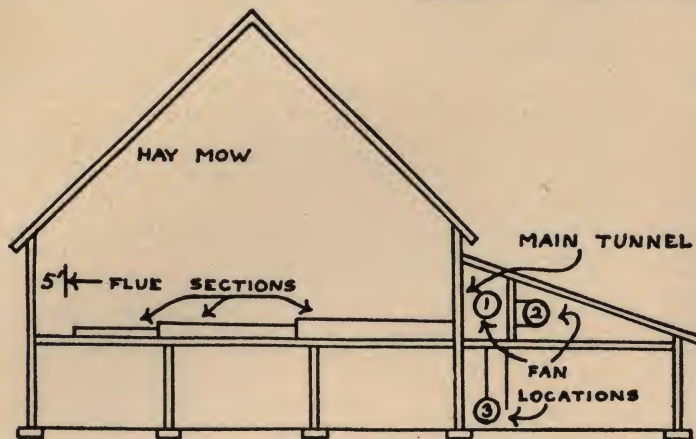 HAY MOW
MAIN TUNNEL
5' FLUE SECTIONS
1
2
FAN
LOCATIONS
3